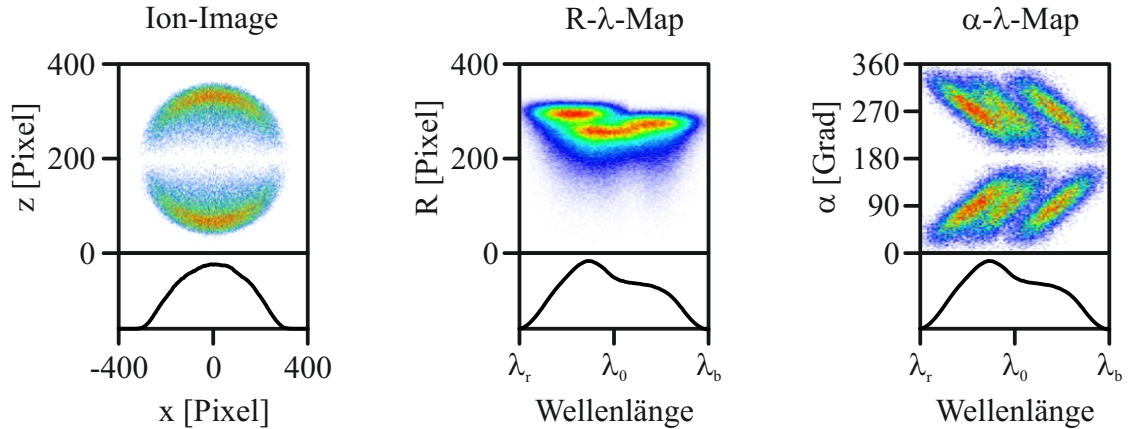 Ion-Image
R-λ-Map
α-λ-Map
400
200
0
z [Pixel]
-400 0 400
x [Pixel]
400
200
0
R [Pixel]
λr λ0 λb
Wellenlänge
360
270
180
90
0
α [Grad]
λr λ0 λb
Wellenlänge